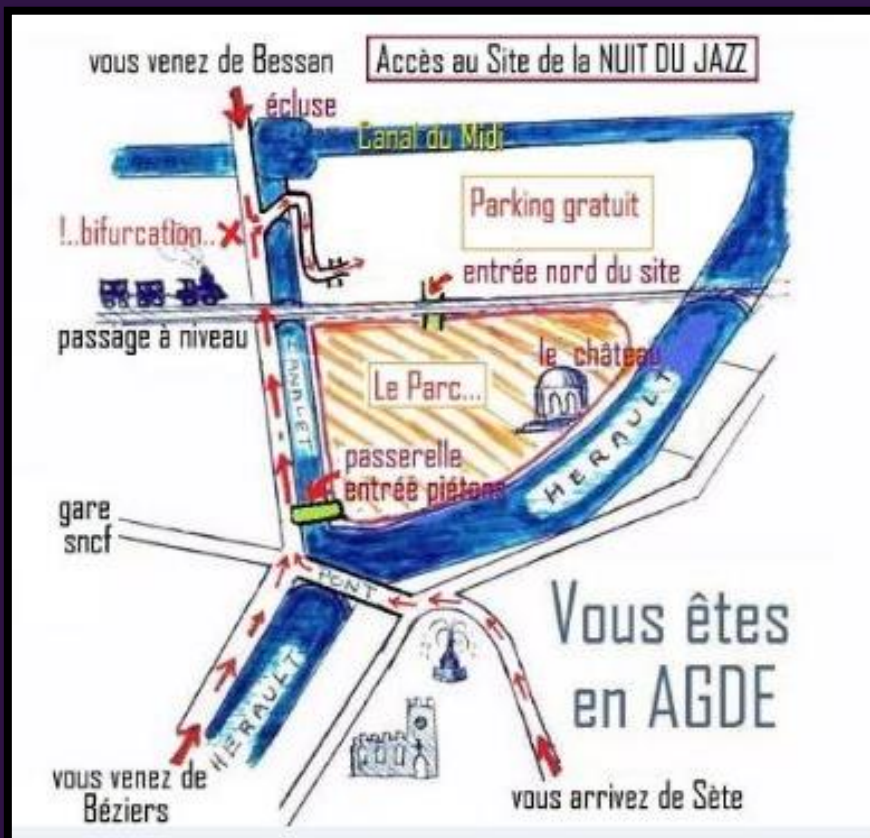 vous venez de Bessan
Accès au Site de la NUIT DU JAZZ
écluse
Canal du Midi
Parking gratuit
!..bifurcation..
entrée nord du site
passage à niveau
le château
CANALET
Le Parc...
HERAULT
passerelle
entrée piétons
gare
sncf
PONT
Vous êtes
en AGDE
HERAULT
vous venez de
Béziers
vous arrivez de Sète